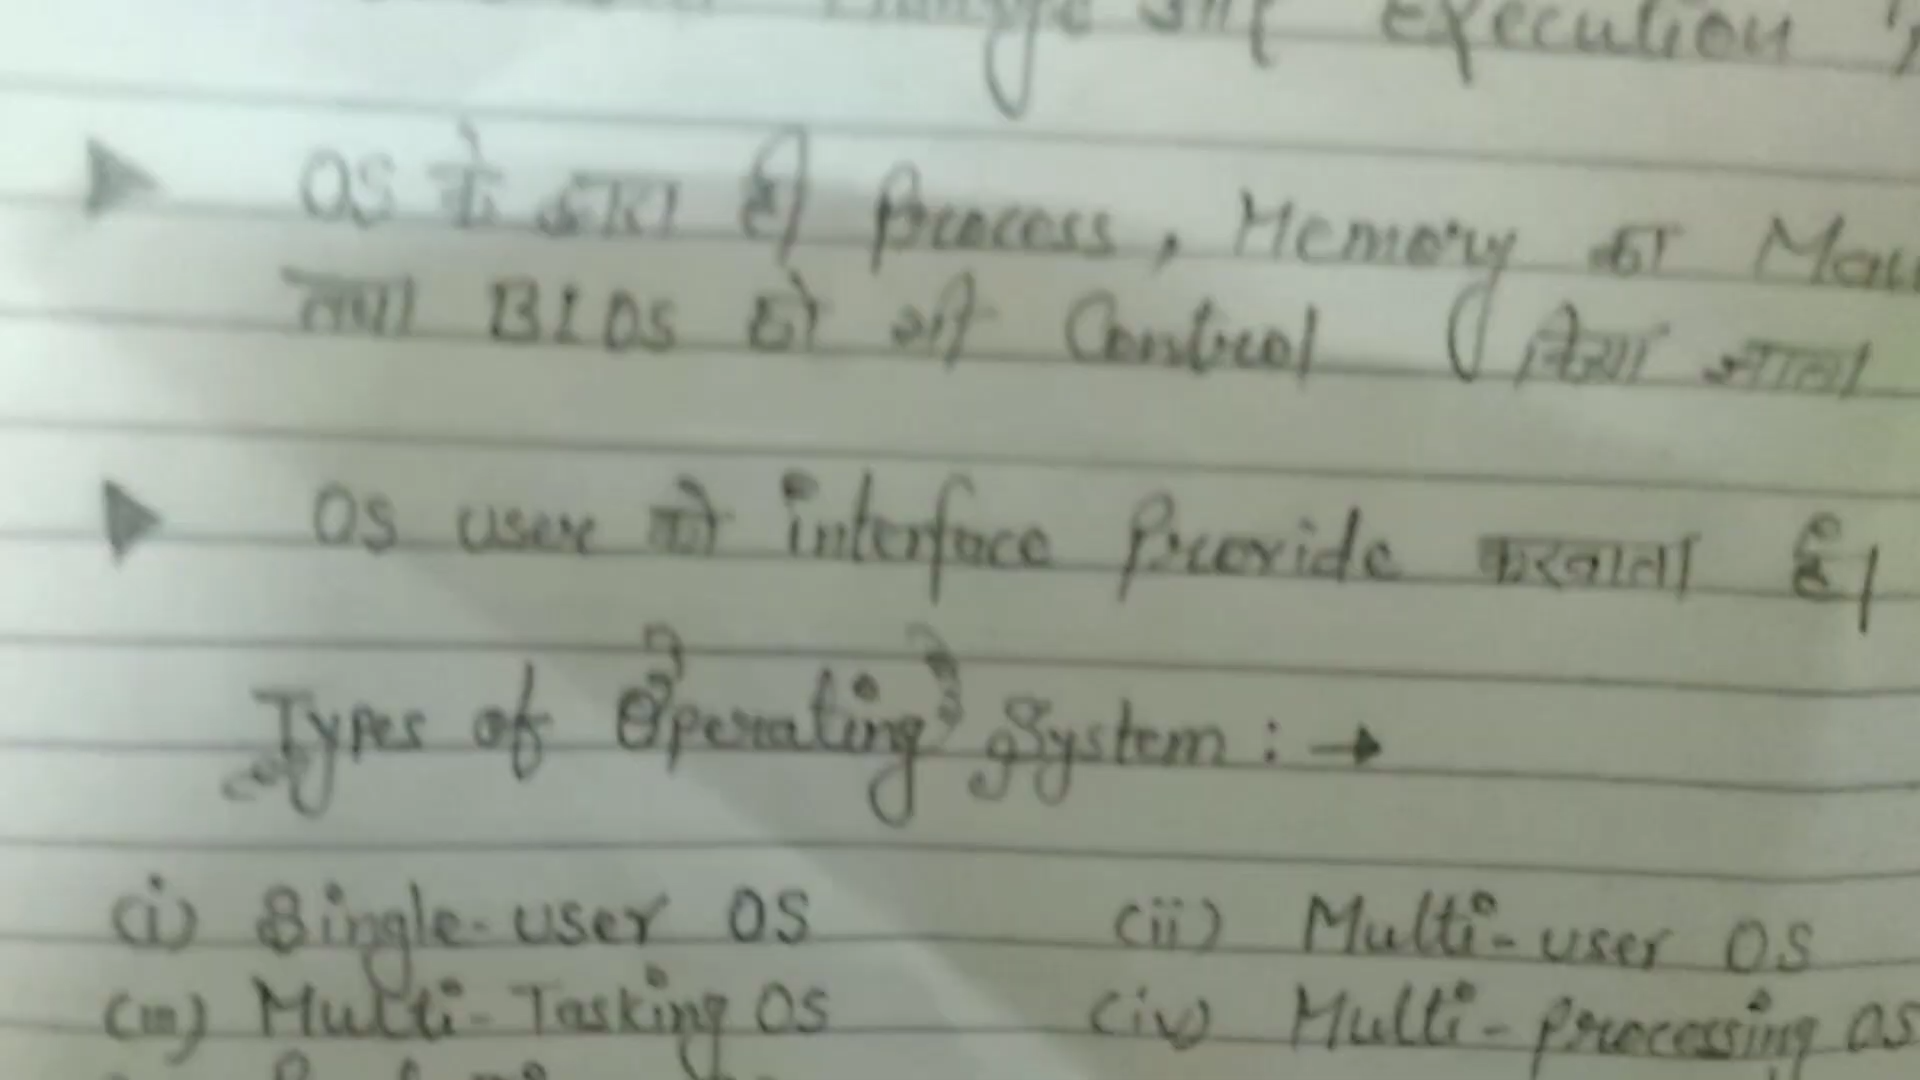 execution
OS के द्वारा ही Process, Memory का
तथा BIOS को भी Control किया जाता
OS user को interface Provide करवाता है।
Types of Operating System : →
(i) Single-user OS (ii) Multi-user OS
(iii) Multi-Tasking OS (iv) Multi-processing OS